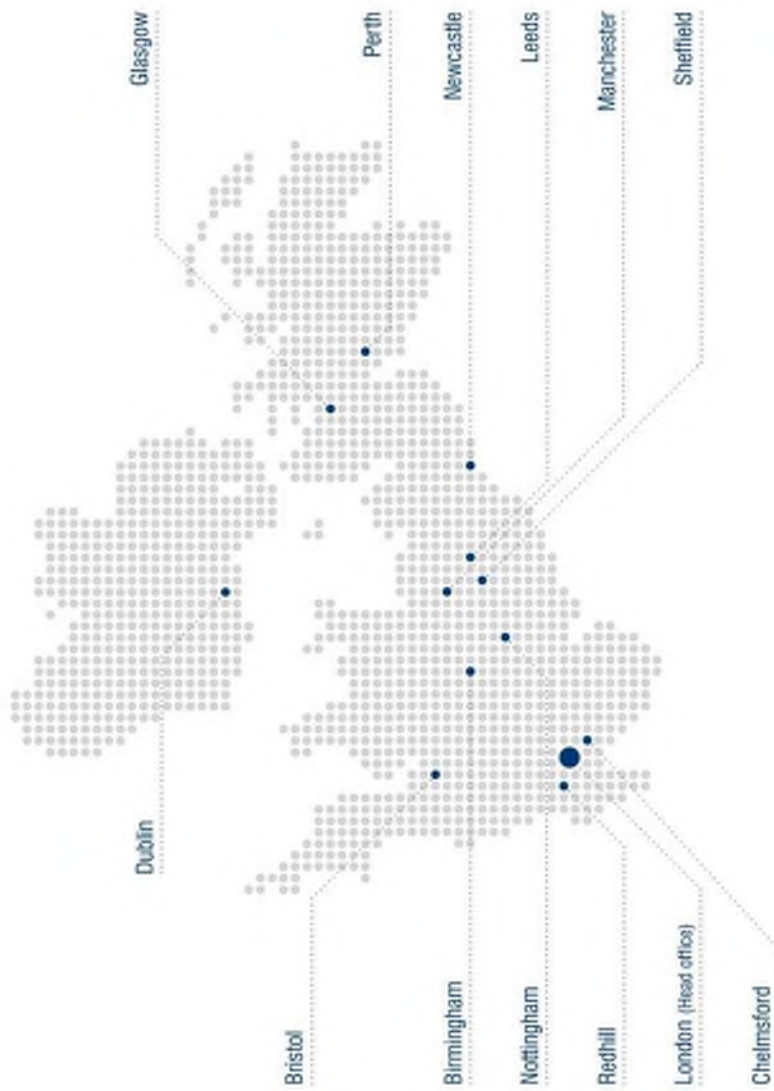 Glasgow
Perth
Newcastle
Leeds
Manchester
Sheffield
Dublin
Bristol
Birmingham
Nottingham
Redhill
London (Head office)
Chelmsford